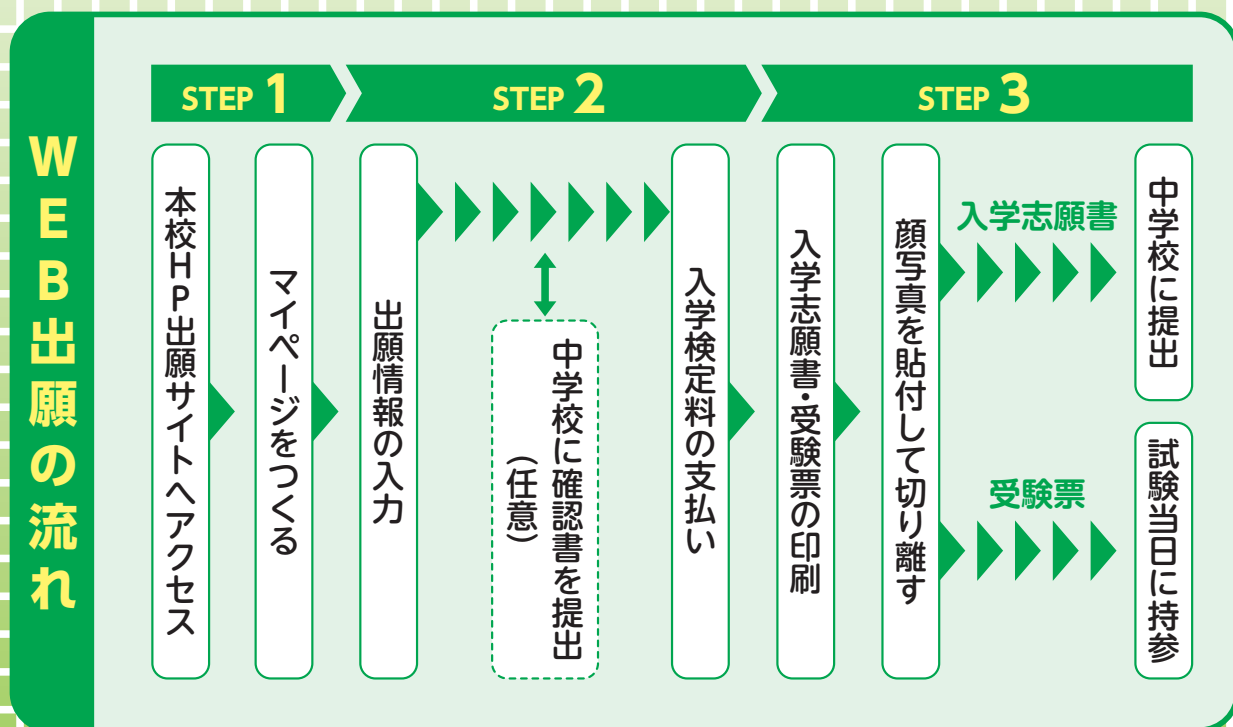 WEB出願の流れ
STEP 1
STEP 2
STEP 3
本校HP出願サイトへアクセス
マイページをつくる
出願情報の入力
中学校に確認書を提出
（任意）
入学検定料の支払い
入学志願書・受験票の印刷
顔写真を貼付して切り離す
入学志願書
中学校に提出
受験票
試験当日に持参